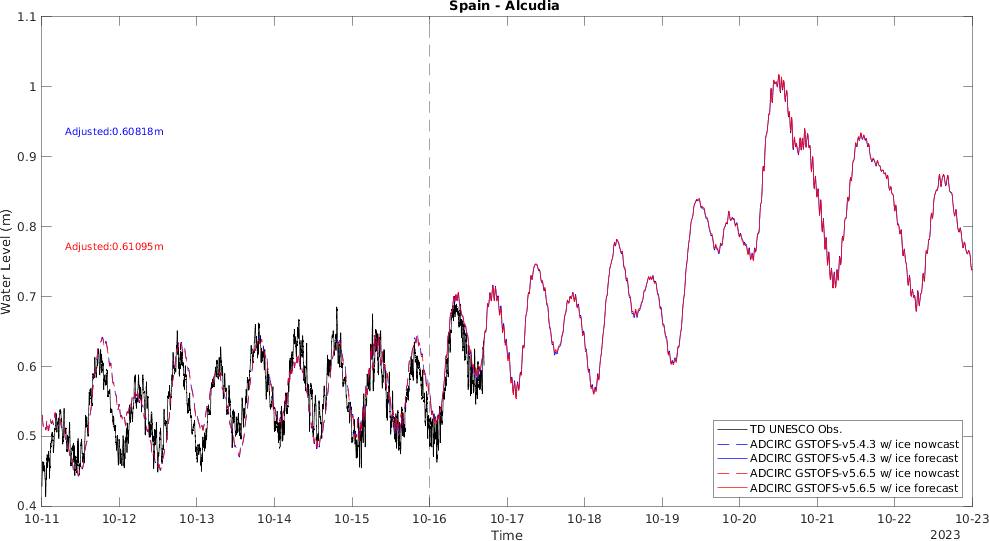 Spain - Alcudia
1.1
1
0.9
0.8
0.7
0.6
0.5
0.4
Water Level (m)
Adjusted:0.60818m
Adjusted:0.61095m
TD UNESCO Obs.
ADCIRC GSTOFS-v5.4.3 w/ ice nowcast
ADCIRC GSTOFS-v5.4.3 w/ ice forecast
ADCIRC GSTOFS-v5.6.5 w/ ice nowcast
ADCIRC GSTOFS-v5.6.5 w/ ice forecast
10-11 10-12 10-13 10-14 10-15 10-16 10-17 10-18 10-19 10-20 10-21 10-22 10-23
Time
2023